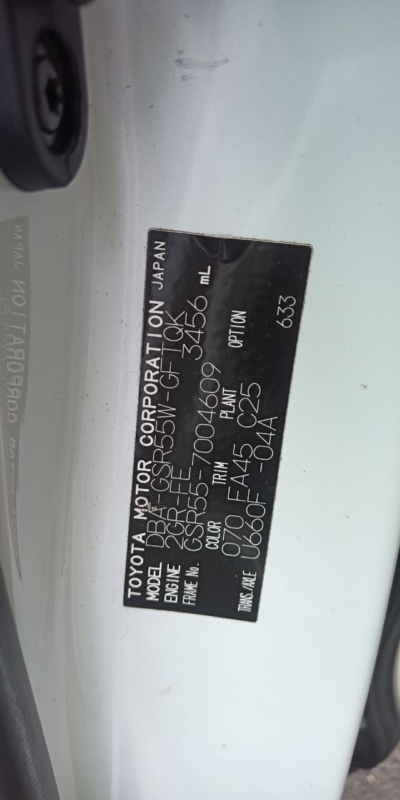 TOYOTA MOTOR CORPORATION JAPAN
MODEL DBA-GSR55W-GFTQK
ENGINE 2GR-FE 3456 mL
FRAME No. GSR55-7004609
COLOR TRIM PLANT OPTION
070 FA45 C25
TRANS./AXLE U660F -04A 633